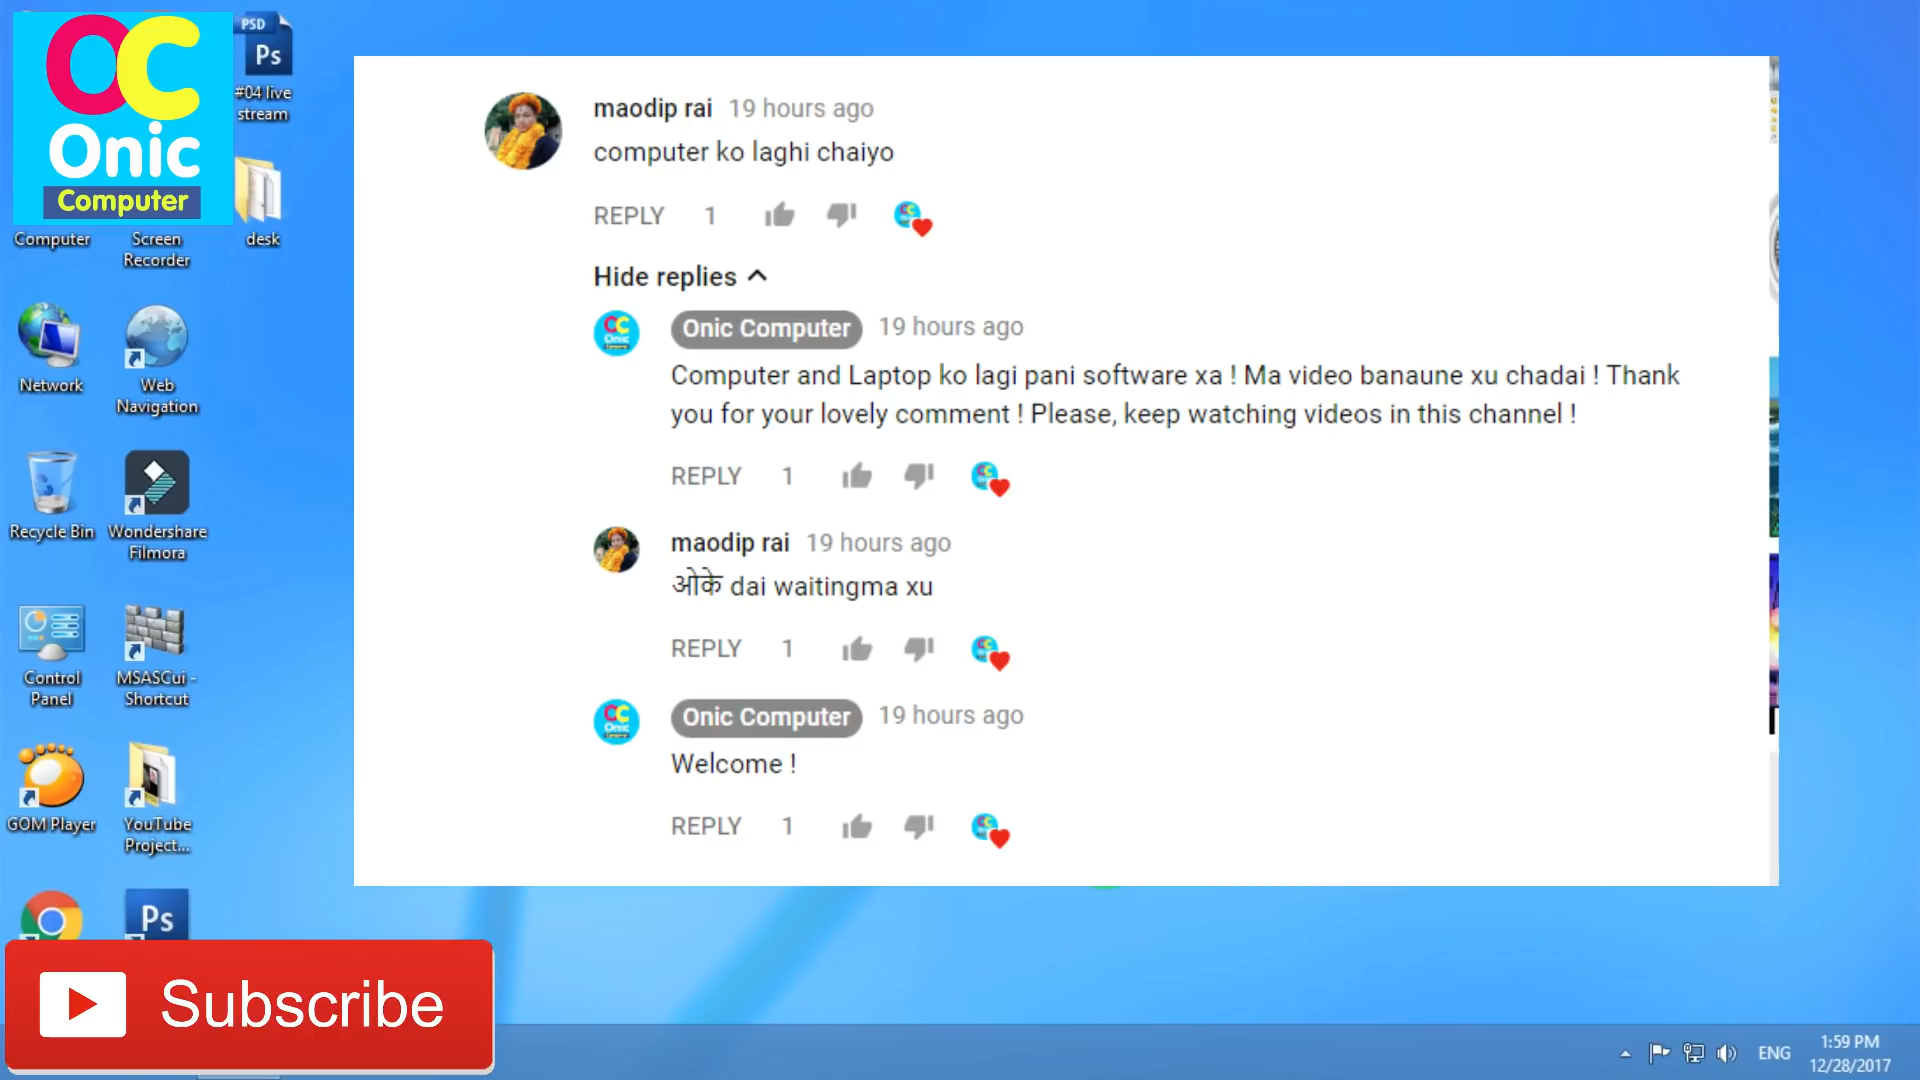 OC
Onic
Computer
PSD
Ps
#04 live
stream
Computer
Screen
Recorder
desk
Network
Web
Navigation
Recycle Bin
Wondershare
Filmora
Control
Panel
MSASCui -
Shortcut
GOM Player
YouTube
Project...
Ps
maodip rai 19 hours ago
computer ko laghi chaiyo
REPLY 1
Hide replies
Onic Computer 19 hours ago
Computer and Laptop ko lagi pani software xa ! Ma video banaune xu chadai ! Thank
you for your lovely comment ! Please, keep watching videos in this channel !
REPLY 1
maodip rai 19 hours ago
ओके dai waitingma xu
REPLY 1
Onic Computer 19 hours ago
Welcome !
REPLY 1
Subscribe
ENG
1:59 PM
12/28/2017